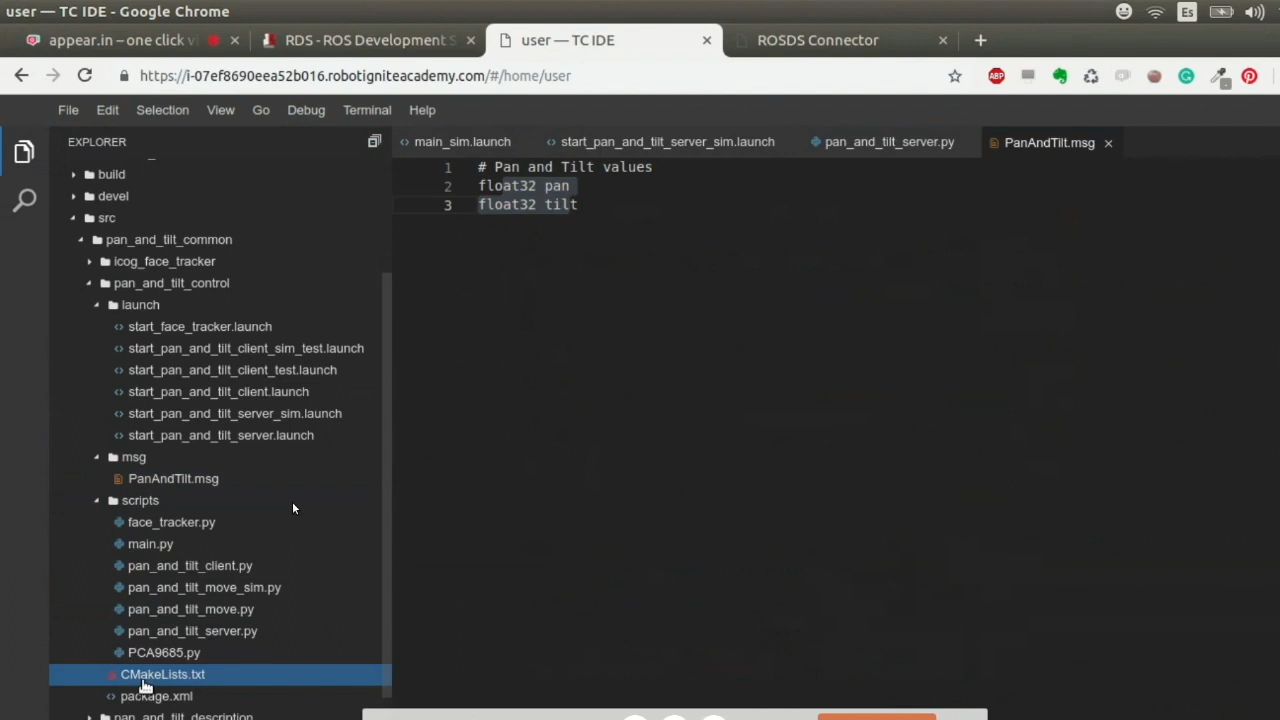 user — TC IDE - Google Chrome
Es
appear.in – one click v
RDS - ROS Development S
user — TC IDE
ROSDS Connector
https://i-07ef8690eea52b016.robotigniteacademy.com/#/home/user
ABP
File Edit Selection View Go Debug Terminal Help
EXPLORER
main_sim.launch
start_pan_and_tilt_server_sim.launch
pan_and_tilt_server.py
PanAndTilt.msg
1 # Pan and Tilt values
2 float32 pan
3 float32 tilt
build
devel
src
pan_and_tilt_common
icog_face_tracker
pan_and_tilt_control
launch
start_face_tracker.launch
start_pan_and_tilt_client_sim_test.launch
start_pan_and_tilt_client_test.launch
start_pan_and_tilt_client.launch
start_pan_and_tilt_server_sim.launch
start_pan_and_tilt_server.launch
msg
PanAndTilt.msg
scripts
face_tracker.py
main.py
pan_and_tilt_client.py
pan_and_tilt_move_sim.py
pan_and_tilt_move.py
pan_and_tilt_server.py
PCA9685.py
CMakeLists.txt
package.xml
pan_and_tilt_description